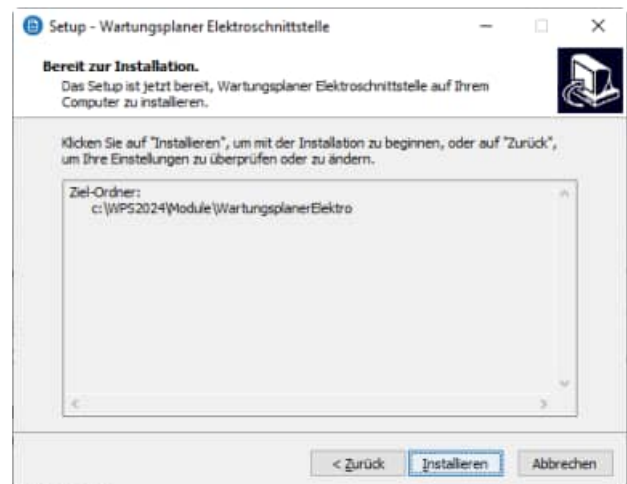 Setup - Wartungsplaner Elektroschnittstelle
Bereit zur Installation.
Das Setup ist jetzt bereit, Wartungsplaner Elektroschnittstelle auf Ihrem
Computer zu installieren.
Klicken Sie auf "Installieren", um mit der Installation zu beginnen, oder auf "Zurück",
um Ihre Einstellungen zu überprüfen oder zu ändern.
Ziel-Ordner:
c:\WPS2024\Module\WartungsplanerElektro
< Zurück Installieren Abbrechen